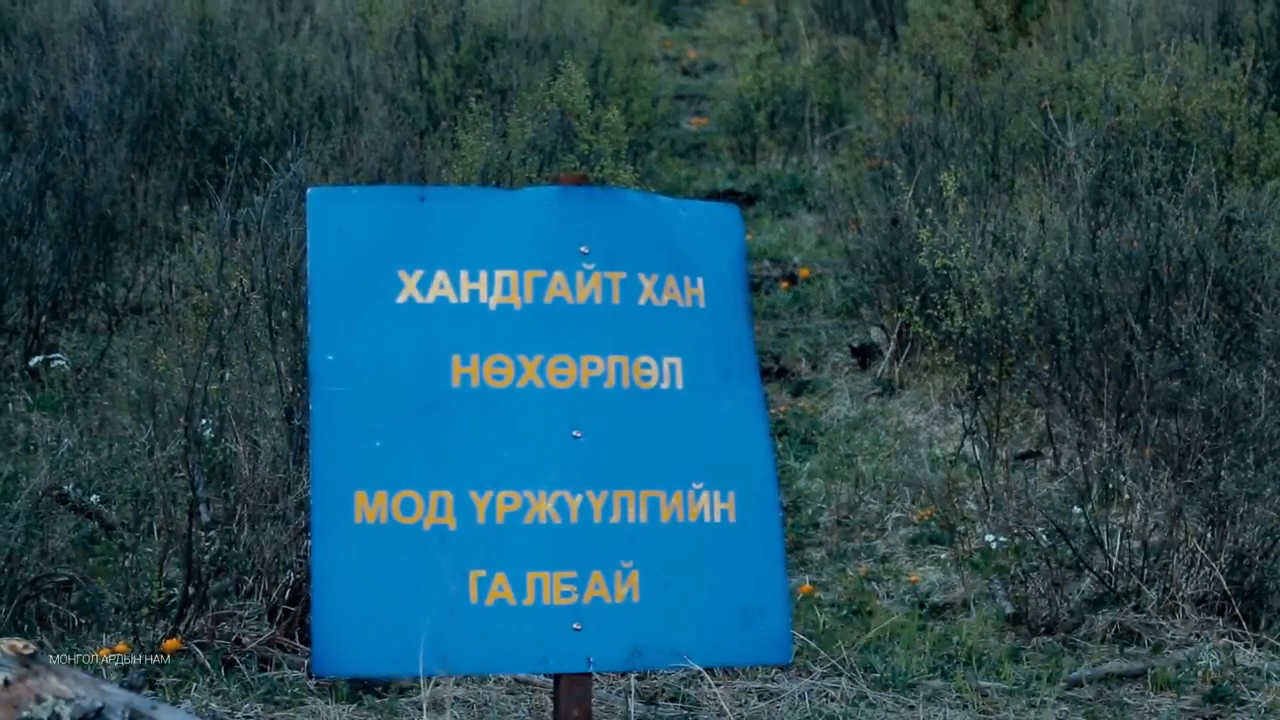 ХАНДГАЙТ ХАН
НӨХӨРЛӨЛ
МОД ҮРЖҮҮЛГИЙН
ГАЛБАЙ
МОНГОЛ АРДЫН НАМ